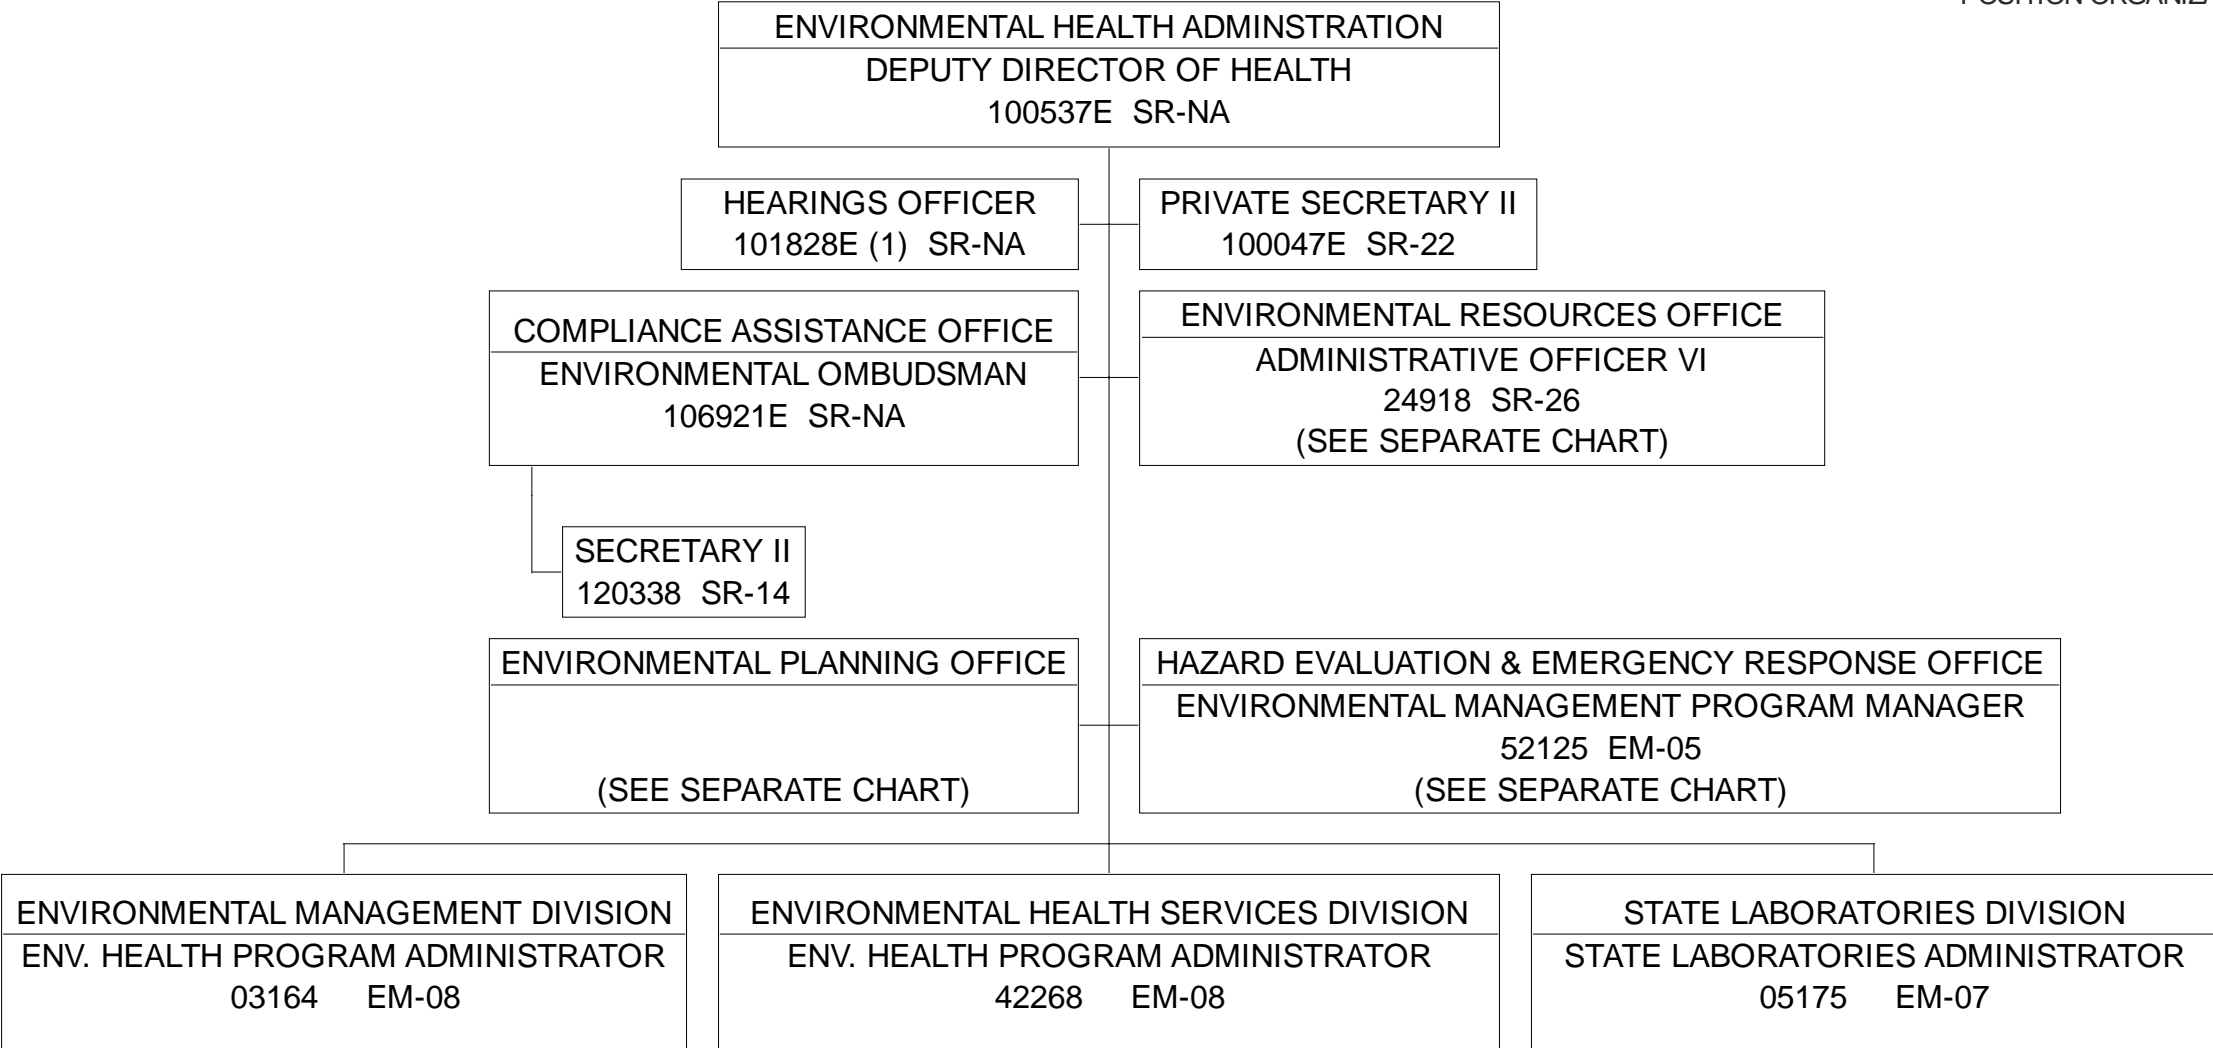 ENVIRONMENTAL HEALTH ADMINSTRATION
DEPUTY DIRECTOR OF HEALTH
100537E SR-NA
HEARINGS OFFICER
101828E (1) SR-NA
PRIVATE SECRETARY II
100047E SR-22
COMPLIANCE ASSISTANCE OFFICE
ENVIRONMENTAL OMBUDSMAN
106921E SR-NA
ENVIRONMENTAL RESOURCES OFFICE
ADMINISTRATIVE OFFICER VI
24918 SR-26
(SEE SEPARATE CHART)
SECRETARY II
120338 SR-14
ENVIRONMENTAL PLANNING OFFICE
(SEE SEPARATE CHART)
HAZARD EVALUATION & EMERGENCY RESPONSE OFFICE
ENVIRONMENTAL MANAGEMENT PROGRAM MANAGER
52125 EM-05
(SEE SEPARATE CHART)
ENVIRONMENTAL MANAGEMENT DIVISION
ENV. HEALTH PROGRAM ADMINISTRATOR
03164 EM-08
ENVIRONMENTAL HEALTH SERVICES DIVISION
ENV. HEALTH PROGRAM ADMINISTRATOR
42268 EM-08
STATE LABORATORIES DIVISION
STATE LABORATORIES ADMINISTRATOR
05175 EM-07